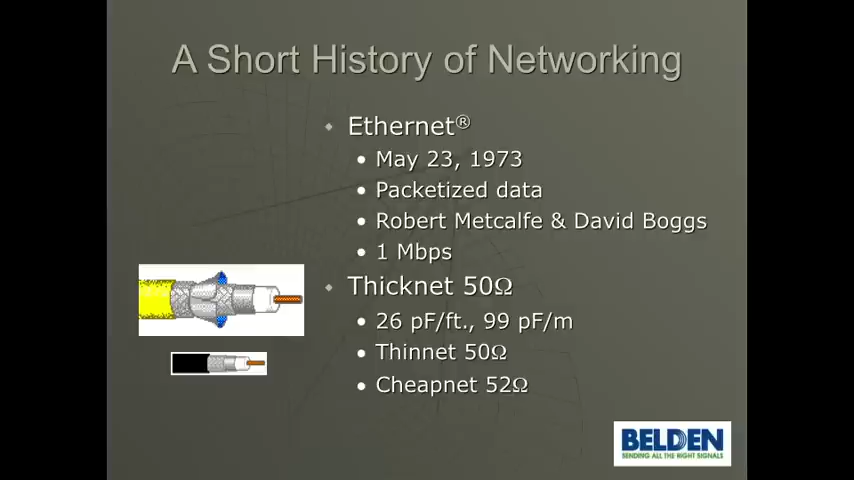 A Short History of Networking
Ethernet®
May 23, 1973
Packetized data
Robert Metcalfe & David Boggs
1 Mbps
Thicknet 50Ω
26 pF/ft., 99 pF/m
Thinnet 50Ω
Cheapnet 52Ω
BELDEN
SENDING ALL THE RIGHT SIGNALS